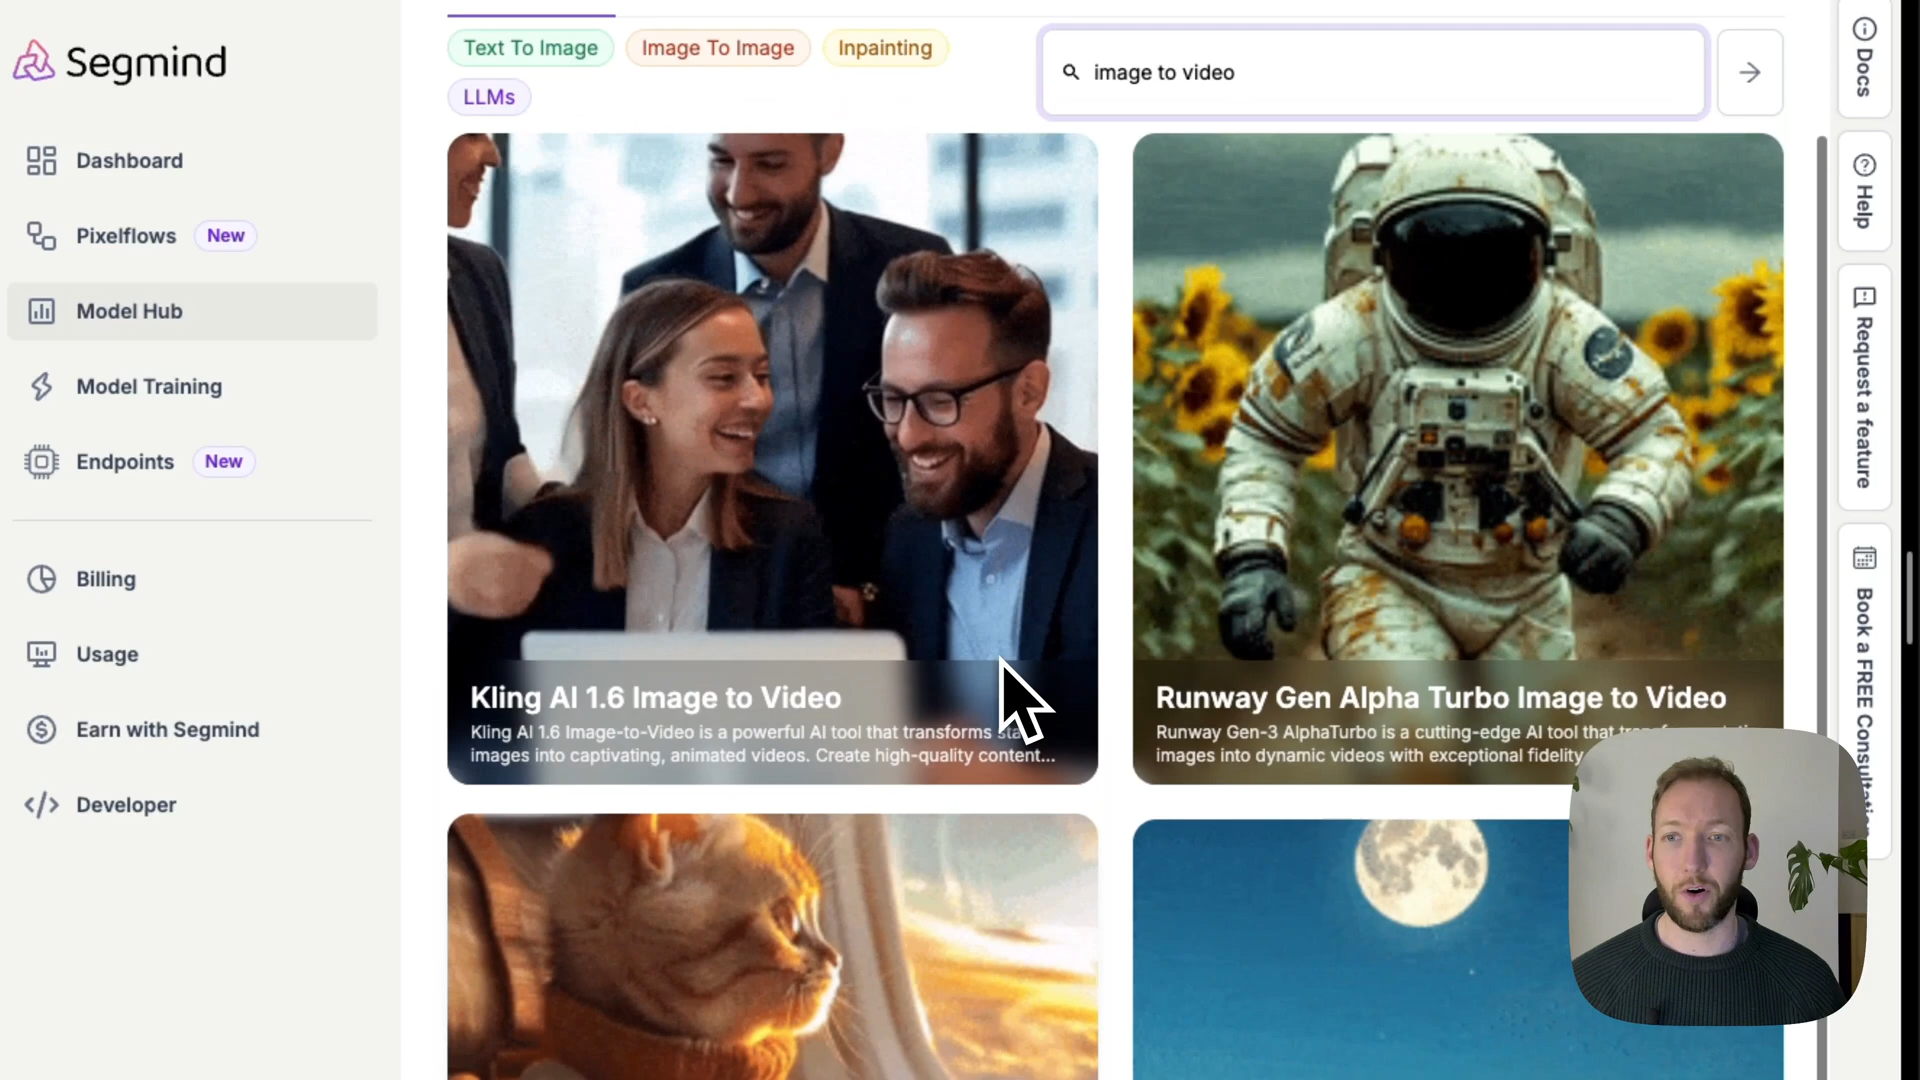 Segmind
Dashboard
Pixelflows New
Model Hub
Model Training
Endpoints New
Billing
Usage
Earn with Segmind
Developer
Text To Image
Image To Image
Inpainting
LLMs
image to video
Kling AI 1.6 Image to Video
Kling AI 1.6 Image-to-Video is a powerful AI tool that transforms
images into captivating, animated videos. Create high-quality content...
Runway Gen Alpha Turbo Image to Video
Runway Gen-3 AlphaTurbo is a cutting-edge AI tool that
images into dynamic videos with exceptional fidelity
Docs
Help
Request a feature
Book a FREE Consultation